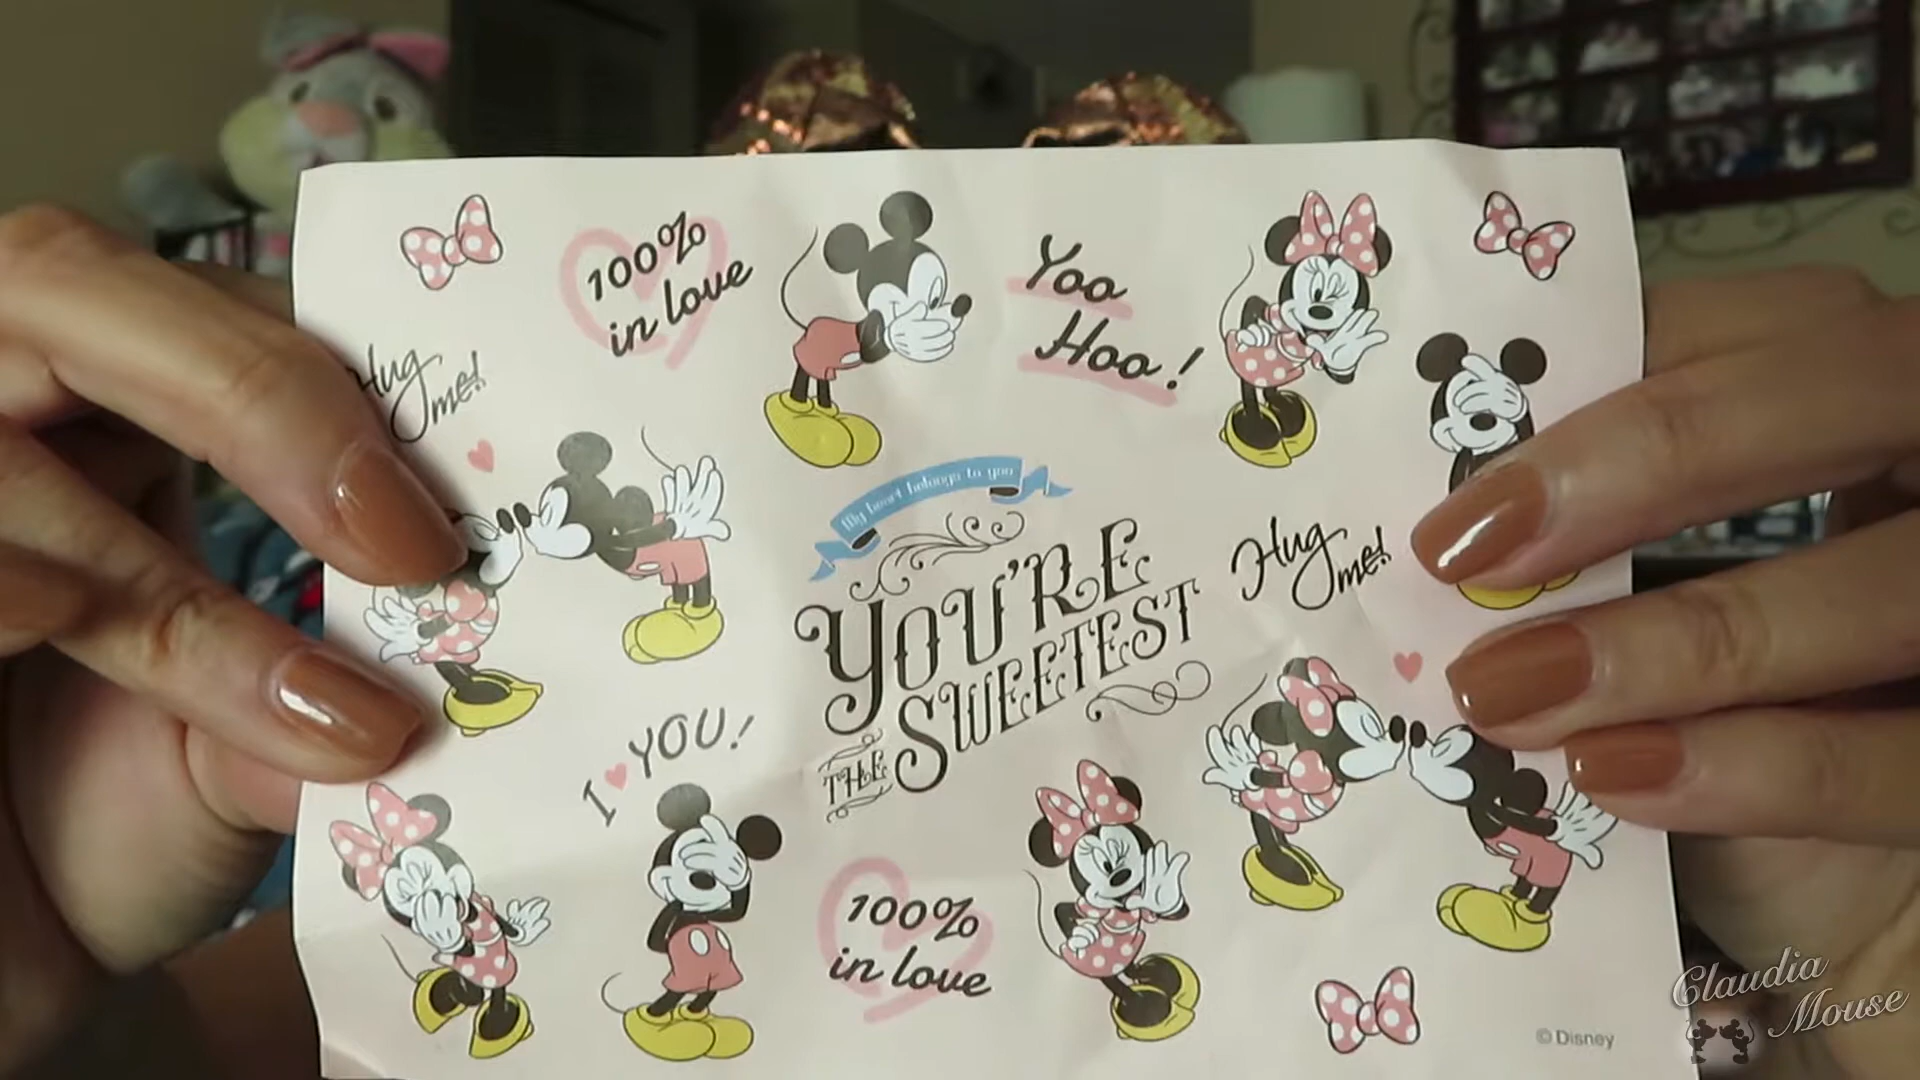 100%
in love
Yoo
Hoo!
Hug
me!
My heart belongs to you
YOU'RE
THE SWEETEST
Hug
me!
I ♥ YOU!
100%
in love
© Disney
Claudia
Mouse